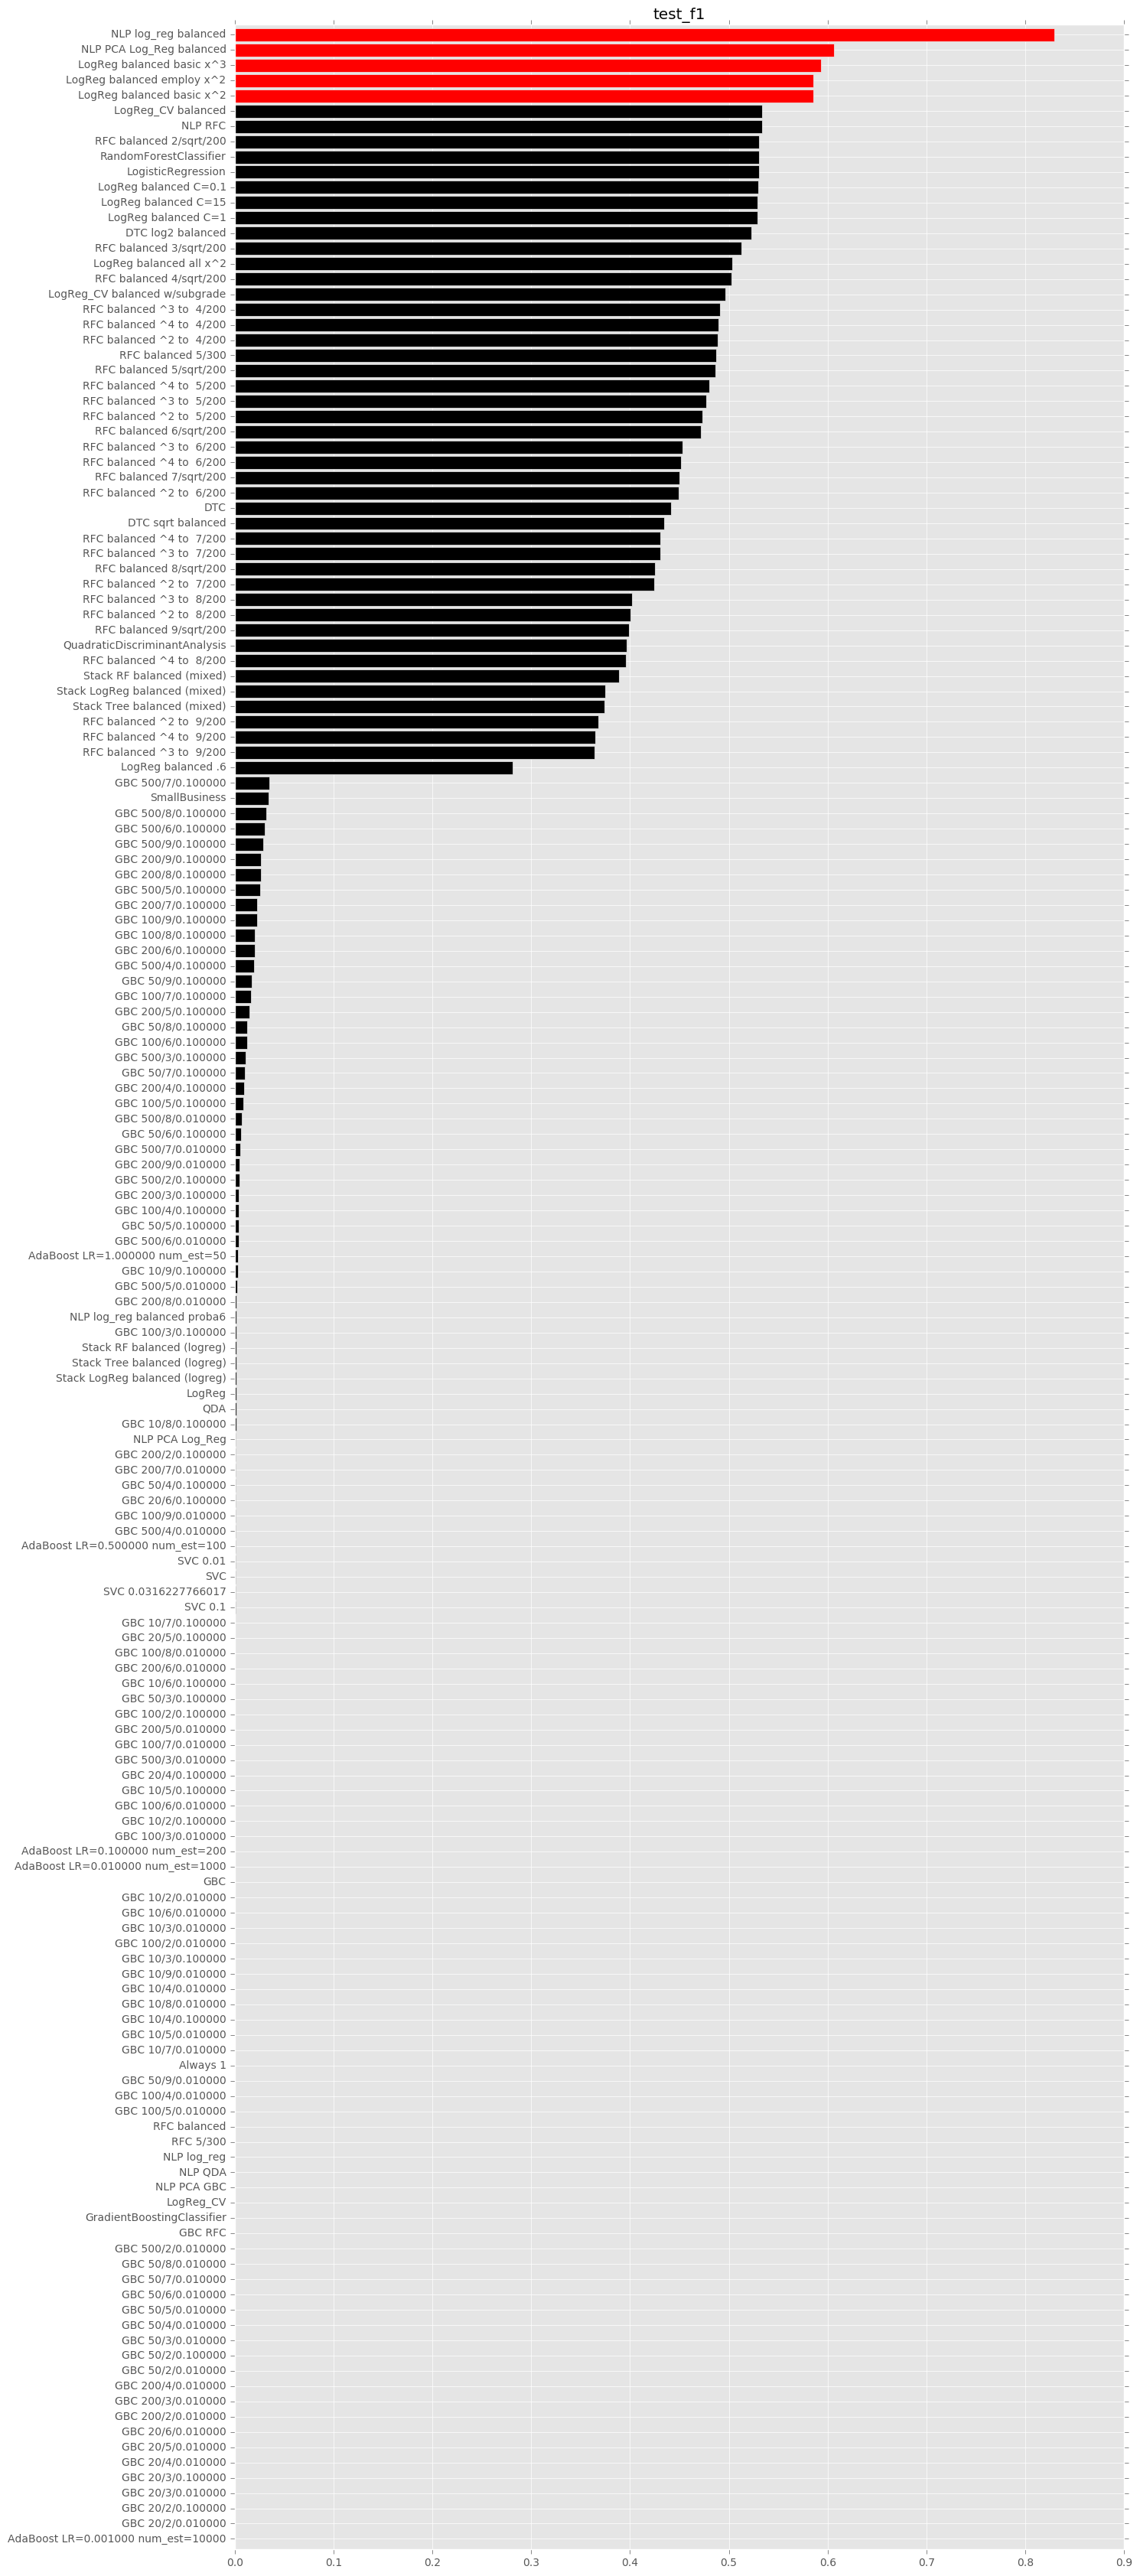 test_f1
NLP log_reg balanced
NLP PCA Log_Reg balanced
LogReg balanced basic x^3
LogReg balanced employ x^2
LogReg balanced basic x^2
LogReg_CV balanced
NLP RFC
RFC balanced 2/sqrt/200
RandomForestClassifier
LogisticRegression
LogReg balanced C=0.1
LogReg balanced C=15
LogReg balanced C=1
DTC log2 balanced
RFC balanced 3/sqrt/200
LogReg balanced all x^2
RFC balanced 4/sqrt/200
LogReg_CV balanced w/subgrade
RFC balanced ^3 to  4/200
RFC balanced ^4 to  4/200
RFC balanced ^2 to  4/200
RFC balanced 5/300
RFC balanced 5/sqrt/200
RFC balanced ^4 to  5/200
RFC balanced ^3 to  5/200
RFC balanced ^2 to  5/200
RFC balanced 6/sqrt/200
RFC balanced ^3 to  6/200
RFC balanced ^4 to  6/200
RFC balanced 7/sqrt/200
RFC balanced ^2 to  6/200
DTC
DTC sqrt balanced
RFC balanced ^4 to  7/200
RFC balanced ^3 to  7/200
RFC balanced 8/sqrt/200
RFC balanced ^2 to  7/200
RFC balanced ^3 to  8/200
RFC balanced ^2 to  8/200
RFC balanced 9/sqrt/200
QuadraticDiscriminantAnalysis
RFC balanced ^4 to  8/200
Stack RF balanced (mixed)
Stack LogReg balanced (mixed)
Stack Tree balanced (mixed)
RFC balanced ^2 to  9/200
RFC balanced ^4 to  9/200
RFC balanced ^3 to  9/200
LogReg balanced .6
GBC 500/7/0.100000
SmallBusiness
GBC 500/8/0.100000
GBC 500/6/0.100000
GBC 500/9/0.100000
GBC 200/9/0.100000
GBC 200/8/0.100000
GBC 500/5/0.100000
GBC 200/7/0.100000
GBC 100/9/0.100000
GBC 100/8/0.100000
GBC 200/6/0.100000
GBC 500/4/0.100000
GBC 50/9/0.100000
GBC 100/7/0.100000
GBC 200/5/0.100000
GBC 50/8/0.100000
GBC 100/6/0.100000
GBC 500/3/0.100000
GBC 50/7/0.100000
GBC 200/4/0.100000
GBC 100/5/0.100000
GBC 500/8/0.010000
GBC 50/6/0.100000
GBC 500/7/0.010000
GBC 200/9/0.010000
GBC 500/2/0.100000
GBC 200/3/0.100000
GBC 100/4/0.100000
GBC 50/5/0.100000
GBC 500/6/0.010000
AdaBoost LR=1.000000 num_est=50
GBC 10/9/0.100000
GBC 500/5/0.010000
GBC 200/8/0.010000
NLP log_reg balanced proba6
GBC 100/3/0.100000
Stack RF balanced (logreg)
Stack Tree balanced (logreg)
Stack LogReg balanced (logreg)
LogReg
QDA
GBC 10/8/0.100000
NLP PCA Log_Reg
GBC 200/2/0.100000
GBC 200/7/0.010000
GBC 50/4/0.100000
GBC 20/6/0.100000
GBC 100/9/0.010000
GBC 500/4/0.010000
AdaBoost LR=0.500000 num_est=100
SVC 0.01
SVC
SVC 0.0316227766017
SVC 0.1
GBC 10/7/0.100000
GBC 20/5/0.100000
GBC 100/8/0.010000
GBC 200/6/0.010000
GBC 10/6/0.100000
GBC 50/3/0.100000
GBC 100/2/0.100000
GBC 200/5/0.010000
GBC 100/7/0.010000
GBC 500/3/0.010000
GBC 20/4/0.100000
GBC 10/5/0.100000
GBC 100/6/0.010000
GBC 10/2/0.100000
GBC 100/3/0.010000
AdaBoost LR=0.100000 num_est=200
AdaBoost LR=0.010000 num_est=1000
GBC
GBC 10/2/0.010000
GBC 10/6/0.010000
GBC 10/3/0.010000
GBC 100/2/0.010000
GBC 10/3/0.100000
GBC 10/9/0.010000
GBC 10/4/0.010000
GBC 10/8/0.010000
GBC 10/4/0.100000
GBC 10/5/0.010000
GBC 10/7/0.010000
Always 1
GBC 50/9/0.010000
GBC 100/4/0.010000
GBC 100/5/0.010000
RFC balanced
RFC 5/300
NLP log_reg
NLP QDA
NLP PCA GBC
LogReg_CV
GradientBoostingClassifier
GBC RFC
GBC 500/2/0.010000
GBC 50/8/0.010000
GBC 50/7/0.010000
GBC 50/6/0.010000
GBC 50/5/0.010000
GBC 50/4/0.010000
GBC 50/3/0.010000
GBC 50/2/0.100000
GBC 50/2/0.010000
GBC 200/4/0.010000
GBC 200/3/0.010000
GBC 200/2/0.010000
GBC 20/6/0.010000
GBC 20/5/0.010000
GBC 20/4/0.010000
GBC 20/3/0.100000
GBC 20/3/0.010000
GBC 20/2/0.100000
GBC 20/2/0.010000
AdaBoost LR=0.001000 num_est=10000
0.0 0.1 0.2 0.3 0.4 0.5 0.6 0.7 0.8 0.9